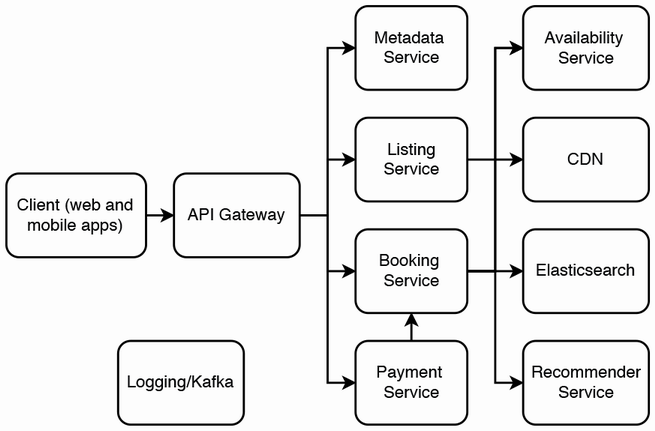 Metadata
Service
Availability
Service
Listing
Service
CDN
Client (web and
mobile apps)
API Gateway
Booking
Service
Elasticsearch
Logging/Kafka
Payment
Service
Recommender
Service